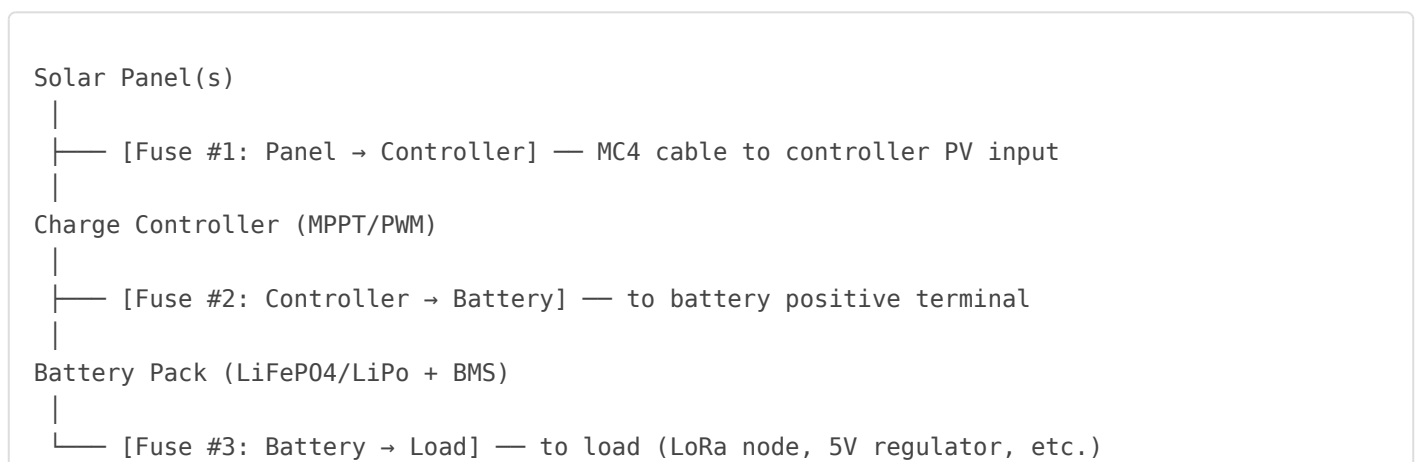 Solar Panel(s)
│
├── [Fuse #1: Panel → Controller] — MC4 cable to controller PV input
│
Charge Controller (MPPT/PWM)
│
├── [Fuse #2: Controller → Battery] — to battery positive terminal
│
Battery Pack (LiFePO4/LiPo + BMS)
│
└── [Fuse #3: Battery → Load] — to load (LoRa node, 5V regulator, etc.)